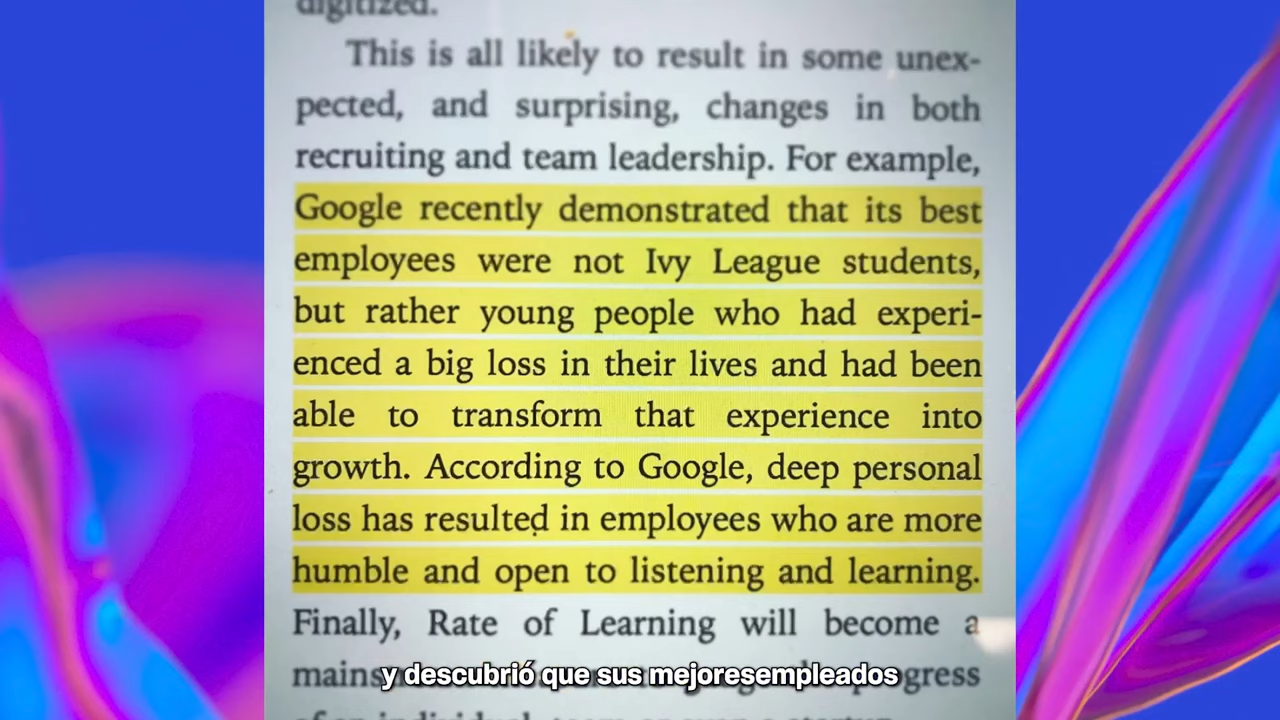 digitized.
This is all likely to result in some unex-
pected, and surprising, changes in both
recruiting and team leadership. For example,
Google recently demonstrated that its best
employees were not Ivy League students,
but rather young people who had experi-
enced a big loss in their lives and had been
able to transform that experience into
growth. According to Google, deep personal
loss has resulted in employees who are more
humble and open to listening and learning.
Finally, Rate of Learning will become a
y descubrió que sus mejoresempleados